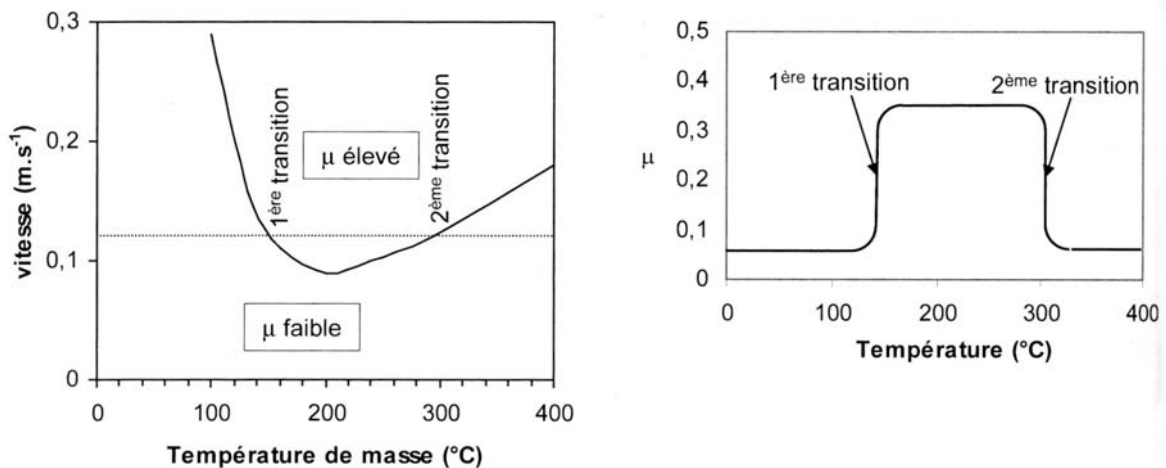 0,3
0,2
0,1
0
vitesse (m.s⁻¹)
1ère transition
μ élevé
2ème transition
μ faible
0 100 200 300 400
Température de masse (°C)
0,5
0,4
0,3
0,2
0,1
0
μ
1ère transition
2ème transition
0 100 200 300 400
Température (°C)